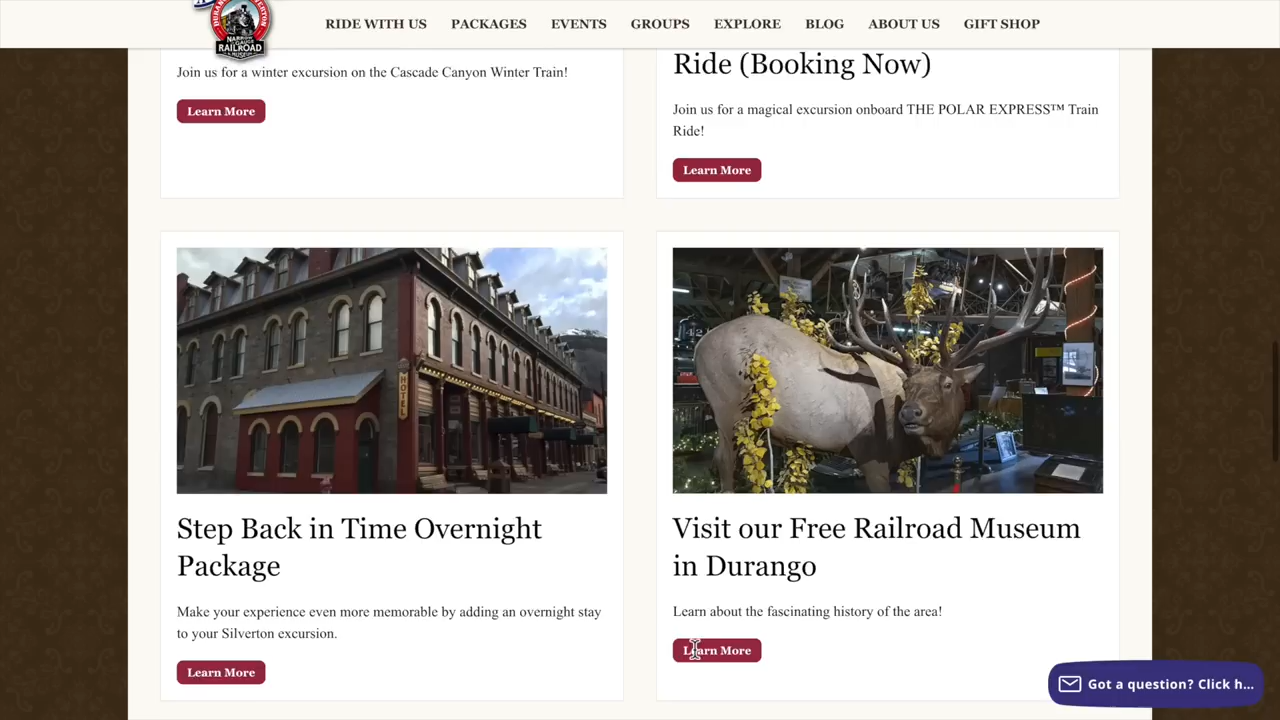 RIDE WITH US PACKAGES EVENTS GROUPS EXPLORE BLOG ABOUT US GIFT SHOP
NARROW
RAILROAD
Join us for a winter excursion on the Cascade Canyon Winter Train!
Learn More
Ride (Booking Now)
Join us for a magical excursion onboard THE POLAR EXPRESS™ Train
Ride!
Learn More
HOTEL
Step Back in Time Overnight
Package
Make your experience even more memorable by adding an overnight stay
to your Silverton excursion.
Learn More
Visit our Free Railroad Museum
in Durango
Learn about the fascinating history of the area!
Learn More
Got a question? Click h...